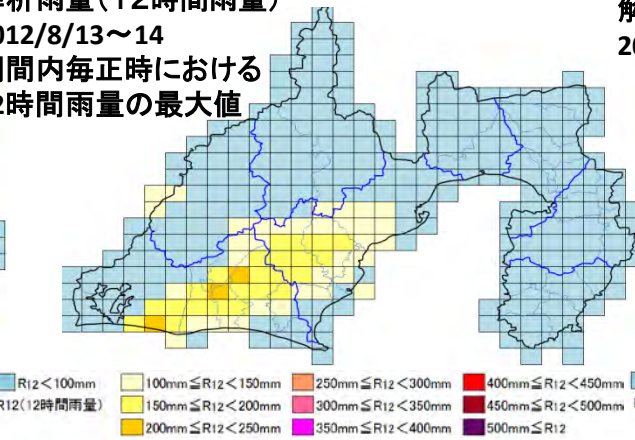 析雨量（12時間雨量）
012/8/13～14
間内毎正時における
2時間雨量の最大値
20
R12＜100mm
100mm≦R12＜150mm
250mm≦R12＜300mm
400mm≦R12＜450mm
R12(12時間雨量)
150mm≦R12＜200mm
300mm≦R12＜350mm
450mm≦R12＜500mm
200mm≦R12＜250mm
350mm≦R12＜400mm
500mm≦R12